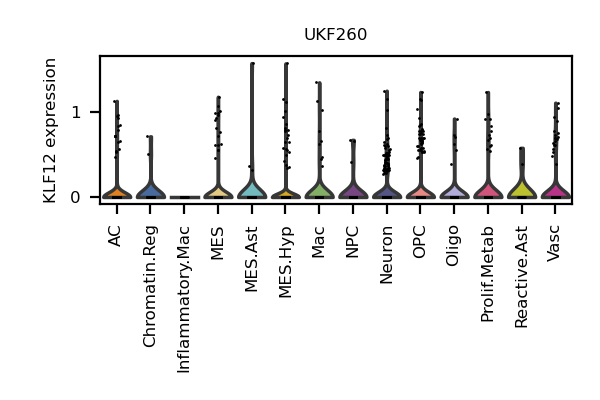 UKF260
KLF12 expression
1
0
AC
Chromatin.Reg
Inflammatory.Mac
MES
MES.Ast
MES.Hyp
Mac
NPC
Neuron
OPC
Oligo
Prolif.Metab
Reactive.Ast
Vasc